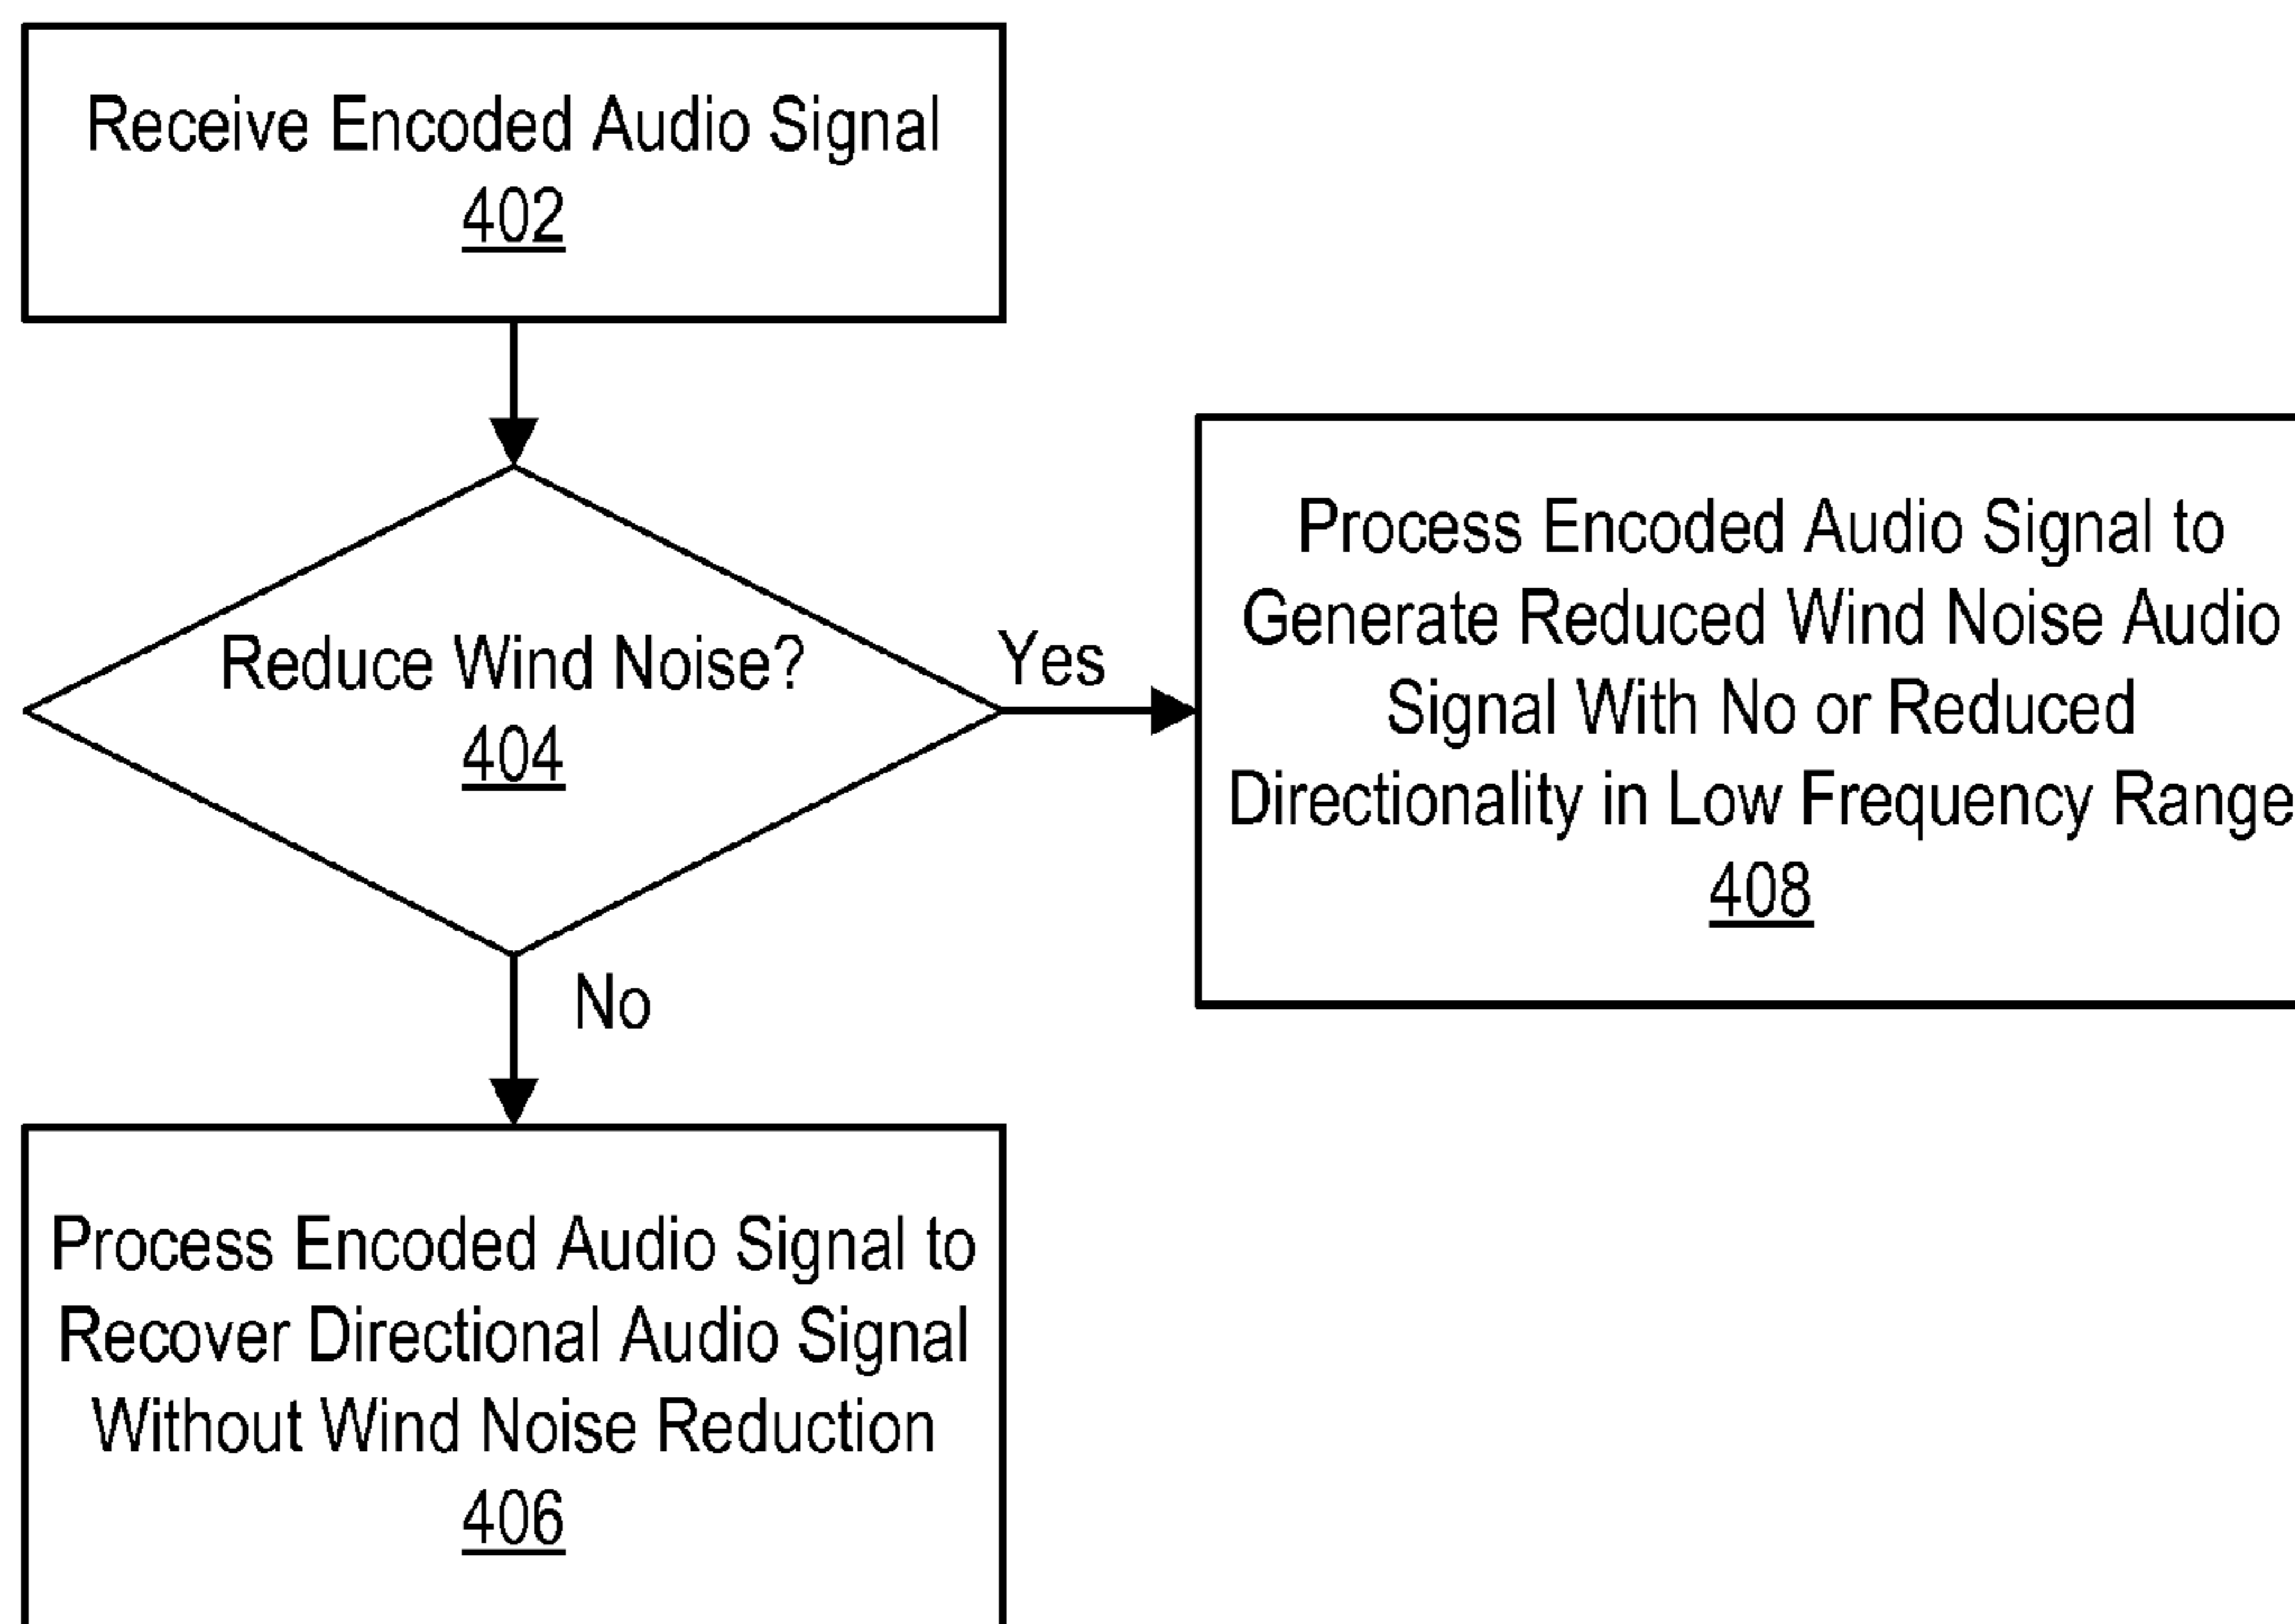 Receive Encoded Audio Signal
402
Reduce Wind Noise?
404
Yes
Process Encoded Audio Signal to
Generate Reduced Wind Noise Audio
Signal With No or Reduced
Directionality in Low Frequency Range
408
No
Process Encoded Audio Signal to
Recover Directional Audio Signal
Without Wind Noise Reduction
406